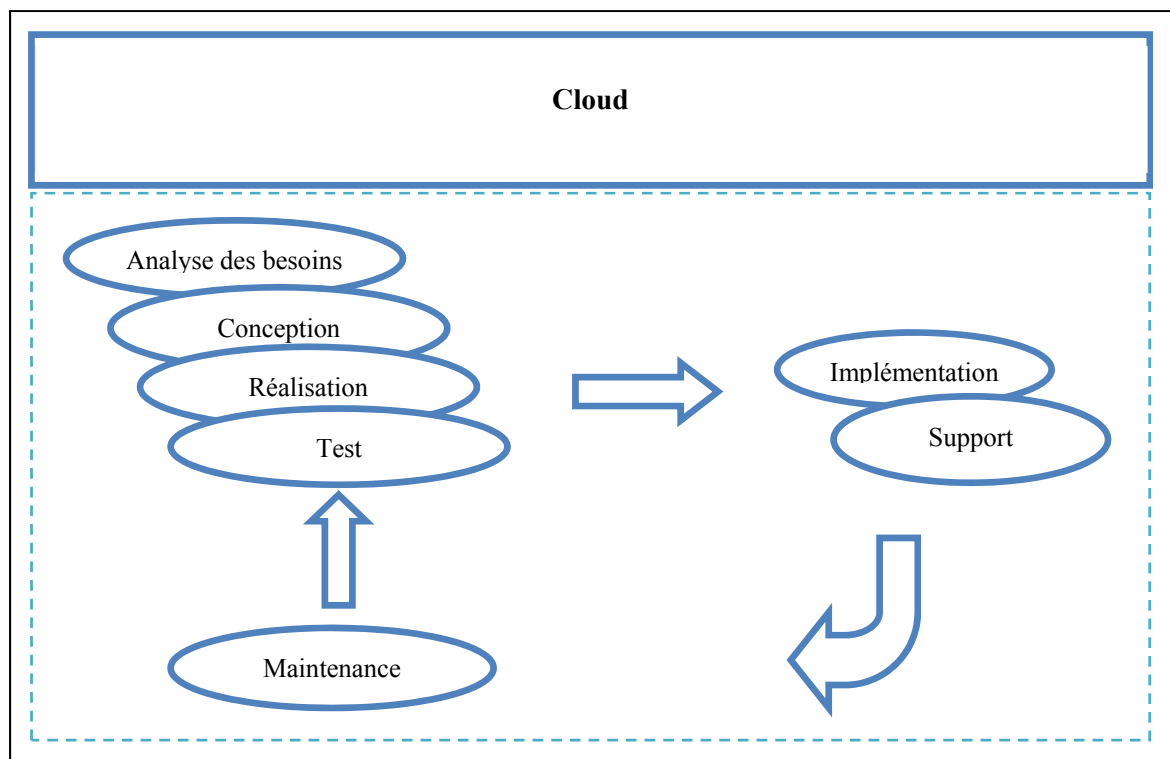 Cloud
Analyse des besoins
Conception
Réalisation
Test
Implémentation
Support
Maintenance